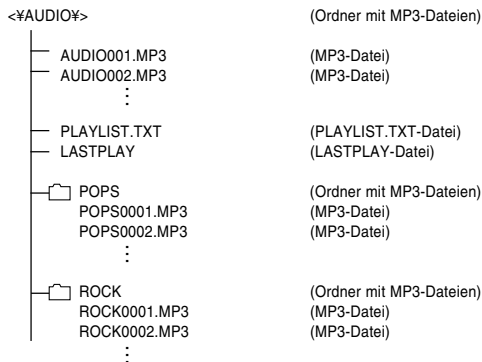 <¥AUDIO¥> (Ordner mit MP3-Dateien)
AUDIO001.MP3 (MP3-Datei)
AUDIO002.MP3 (MP3-Datei)
PLAYLIST.TXT (PLAYLIST.TXT-Datei)
LASTPLAY (LASTPLAY-Datei)
POPS (Ordner mit MP3-Dateien)
POPS0001.MP3 (MP3-Datei)
POPS0002.MP3 (MP3-Datei)
ROCK (Ordner mit MP3-Dateien)
ROCK0001.MP3 (MP3-Datei)
ROCK0002.MP3 (MP3-Datei)